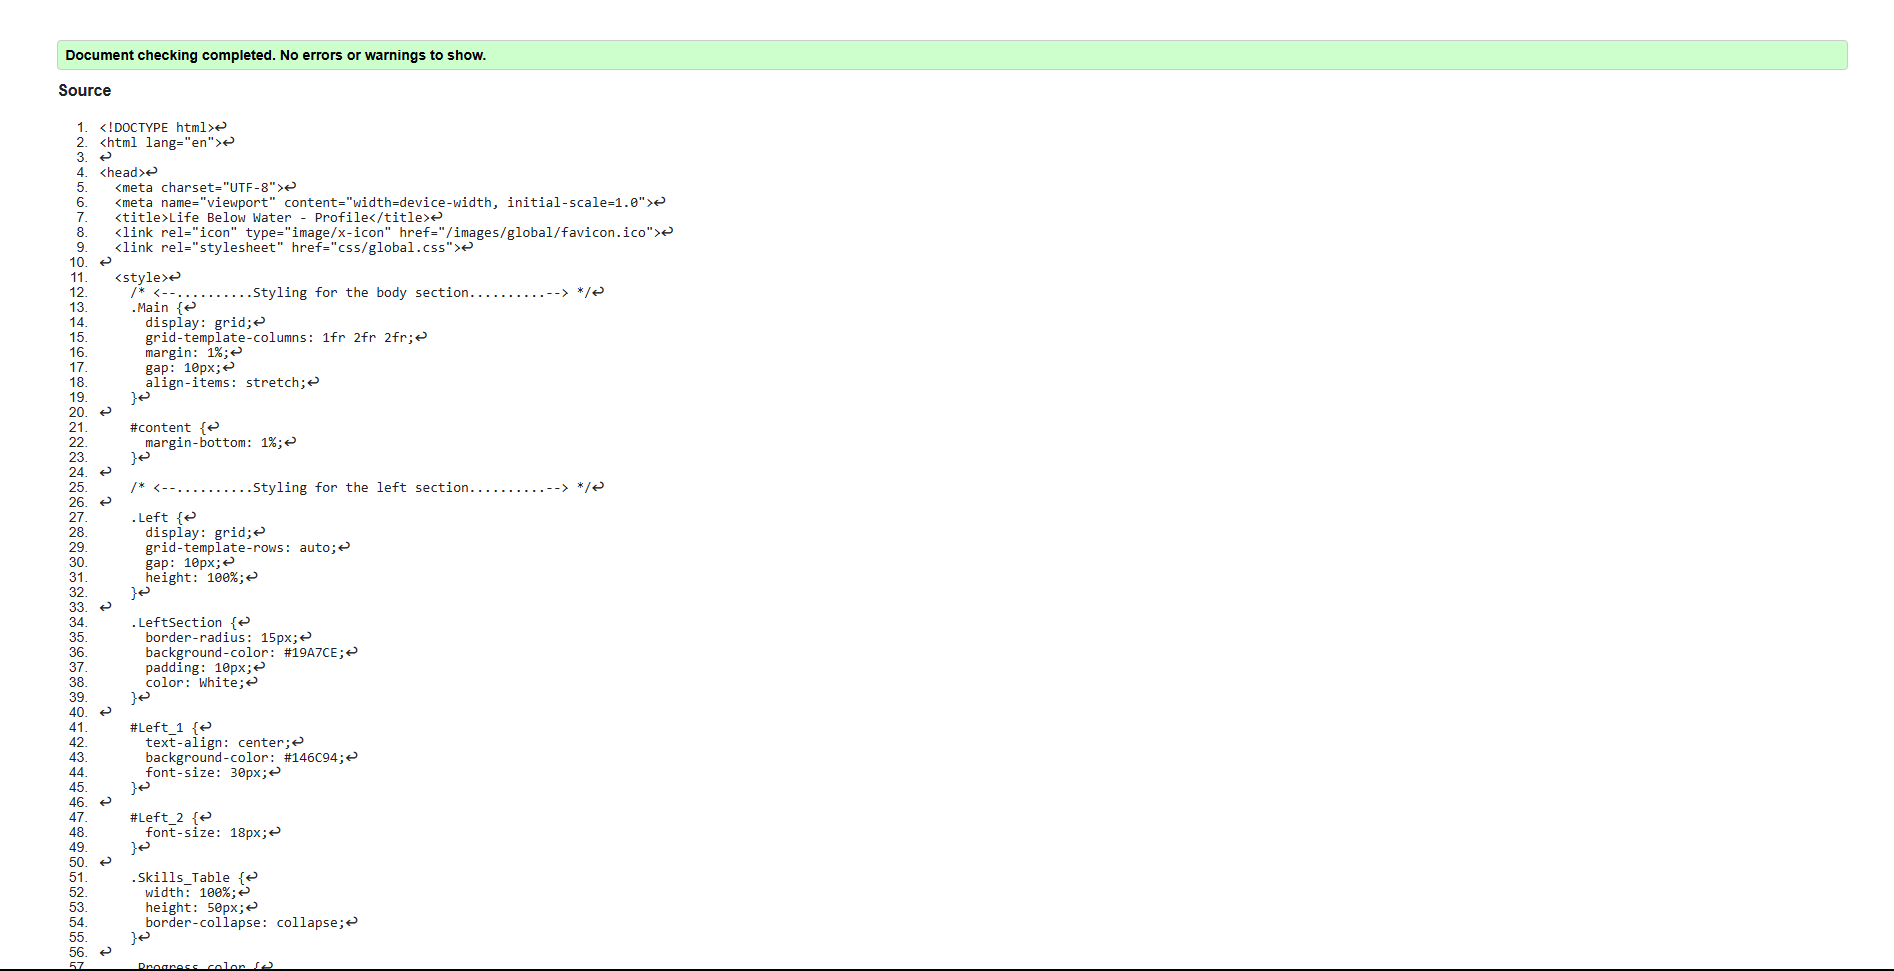 Document checking completed. No errors or warnings to show.
Source
1. <!DOCTYPE html>↩
2. <html lang="en">↩
3. ↩
4. <head>↩
5.   <meta charset="UTF-8">↩
6.   <meta name="viewport" content="width=device-width, initial-scale=1.0">↩
7.   <title>Life Below Water - Profile</title>↩
8.   <link rel="icon" type="image/x-icon" href="/images/global/favicon.ico">↩
9.   <link rel="stylesheet" href="css/global.css">↩
10. ↩
11.   <style>↩
12.     /* <--..........Styling for the body section..........--> */↩
13.     .Main {↩
14.       display: grid;↩
15.       grid-template-columns: 1fr 2fr 2fr;↩
16.       margin: 1%;↩
17.       gap: 10px;↩
18.       align-items: stretch;↩
19.     }↩
20. ↩
21.     #content {↩
22.       margin-bottom: 1%;↩
23.     }↩
24. ↩
25.     /* <--..........Styling for the left section..........--> */↩
26. ↩
27.     .Left {↩
28.       display: grid;↩
29.       grid-template-rows: auto;↩
30.       gap: 10px;↩
31.       height: 100%;↩
32.     }↩
33. ↩
34.     .LeftSection {↩
35.       border-radius: 15px;↩
36.       background-color: #19A7CE;↩
37.       padding: 10px;↩
38.       color: White;↩
39.     }↩
40. ↩
41.     #Left_1 {↩
42.       text-align: center;↩
43.       background-color: #146C94;↩
44.       font-size: 30px;↩
45.     }↩
46. ↩
47.     #Left_2 {↩
48.       font-size: 18px;↩
49.     }↩
50. ↩
51.     .Skills_Table {↩
52.       width: 100%;↩
53.       height: 50px;↩
54.       border-collapse: collapse;↩
55.     }↩
56. ↩
57.     .Progress_color {↩